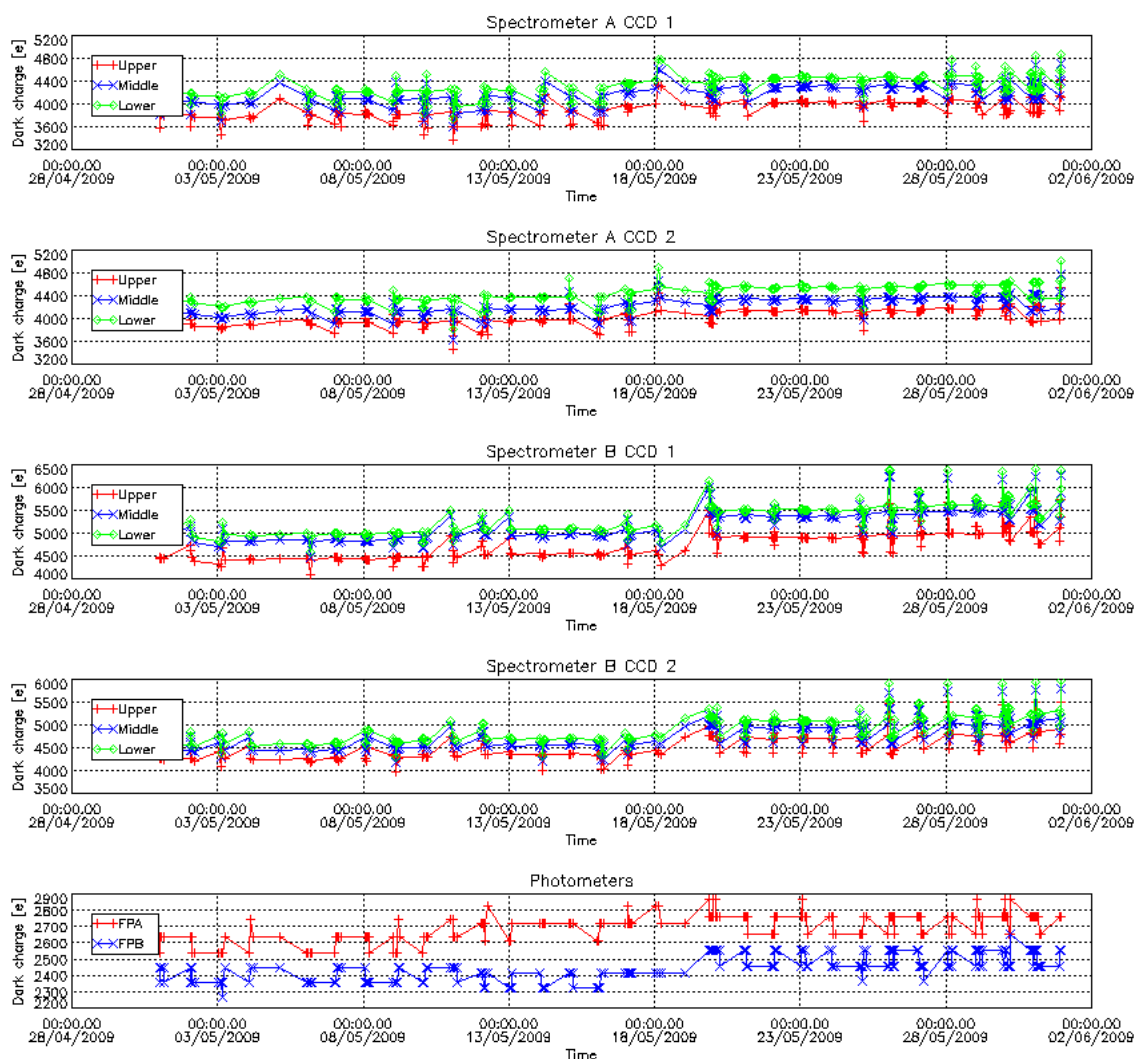 Spectrometer A CCD 1
Dark charge [e]
5200
4800
4400
4000
3600
3200
Upper
Middle
Lower
00:00.00 00:00.00 00:00.00 00:00.00 00:00.00 00:00.00 00:00.00 00:00.00
28/04/2009 03/05/2009 08/05/2009 13/05/2009 18/05/2009 23/05/2009 28/05/2009 02/06/2009
Time
Spectrometer A CCD 2
Dark charge [e]
5200
4800
4400
4000
3600
3200
Upper
Middle
Lower
00:00.00 00:00.00 00:00.00 00:00.00 00:00.00 00:00.00 00:00.00 00:00.00
28/04/2009 03/05/2009 08/05/2009 13/05/2009 18/05/2009 23/05/2009 28/05/2009 02/06/2009
Time
Spectrometer B CCD 1
Dark charge [e]
6500
6000
5500
5000
4500
4000
Upper
Middle
Lower
00:00.00 00:00.00 00:00.00 00:00.00 00:00.00 00:00.00 00:00.00 00:00.00
28/04/2009 03/05/2009 08/05/2009 13/05/2009 18/05/2009 23/05/2009 28/05/2009 02/06/2009
Time
Spectrometer B CCD 2
Dark charge [e]
6000
5500
5000
4500
4000
3500
Upper
Middle
Lower
00:00.00 00:00.00 00:00.00 00:00.00 00:00.00 00:00.00 00:00.00 00:00.00
28/04/2009 03/05/2009 08/05/2009 13/05/2009 18/05/2009 23/05/2009 28/05/2009 02/06/2009
Time
Photometers
Dark charge [e]
2900
2800
2700
2600
2500
2400
2300
2200
FPA
FPB
00:00.00 00:00.00 00:00.00 00:00.00 00:00.00 00:00.00 00:00.00 00:00.00
28/04/2009 03/05/2009 08/05/2009 13/05/2009 18/05/2009 23/05/2009 28/05/2009 02/06/2009
Time